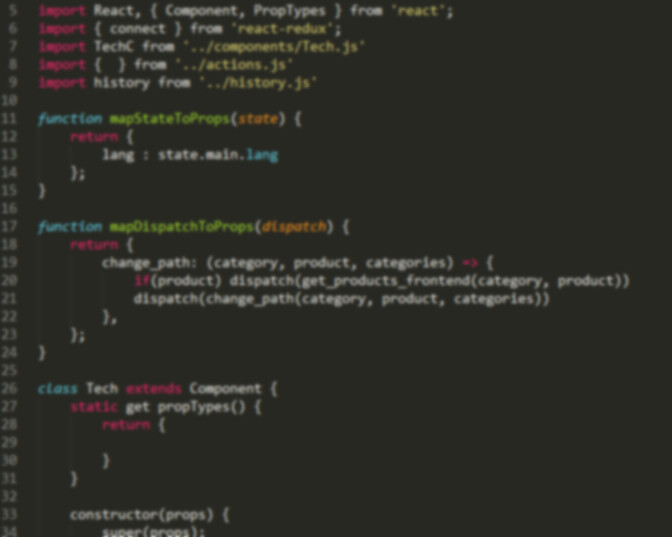 5 import React, { Component, PropTypes } from 'react';
6 import { connect } from 'react-redux';
7 import TechC from '../components/Tech.js'
8 import {  } from '../actions.js'
9 import history from '../history.js'
10
11 function mapStateToProps(state) {
12 return {
13 lang : state.main.lang
14 };
15 }
16
17 function mapDispatchToProps(dispatch) {
18 return {
19 change_path: (category, product, categories) => {
20 if(product) dispatch(get_products_frontend(category, product))
21 dispatch(change_path(category, product, categories))
22 },
23 };
24 }
25
26 class Tech extends Component {
27 static get propTypes() {
28 return {
29
30 }
31 }
32
33 constructor(props) {
34 super(props);